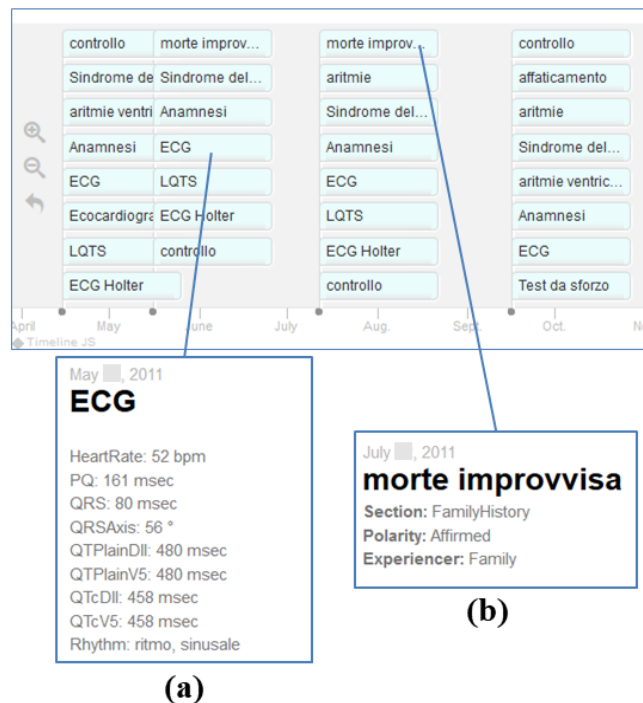 controllo morte improvv... morte improv... controllo
Sindrome de Sindrome del... aritmie affaticamento
aritmie ventri Anamnesi Sindrome del... aritmie
Anamnesi ECG Anamnesi Sindrome del...
ECG LQTS ECG aritmie ventric...
Ecocardiogra ECG Holter LQTS Anamnesi
LQTS controllo ECG Holter ECG
ECG Holter controllo Test da sforzo
April May June July Aug. Sept. Oct. No
Timeline JS
May , 2011
ECG
HeartRate: 52 bpm
PQ: 161 msec
QRS: 80 msec
QRSAxis: 56 °
QTPlainDII: 480 msec
QTPlainV5: 480 msec
QTcDII: 458 msec
QTcV5: 458 msec
Rhythm: ritmo, sinusale
(a)
July , 2011
morte improvvisa
Section: FamilyHistory
Polarity: Affirmed
Experiencer: Family
(b)